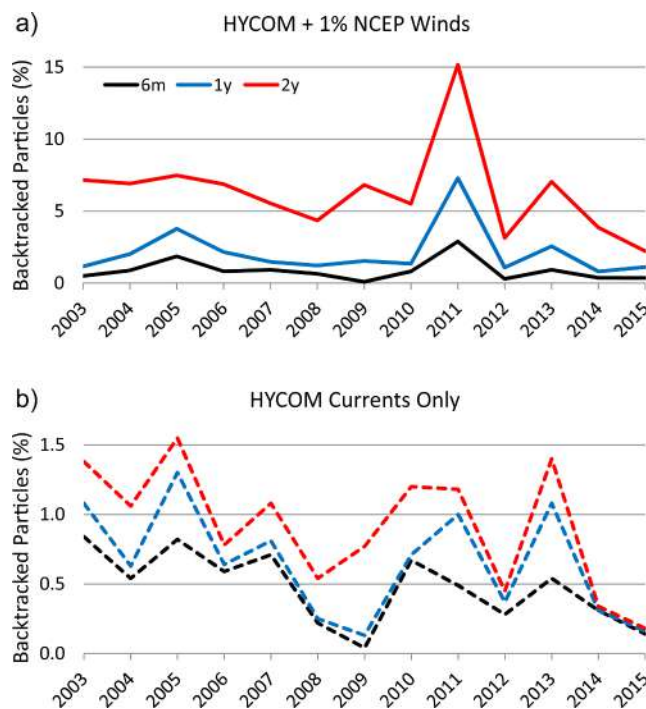 a)
HYCOM + 1% NCEP Winds
Backtracked Particles (%)
15
10
5
0
6m 1y 2y
2003 2004 2005 2006 2007 2008 2009 2010 2011 2012 2013 2014 2015
b)
HYCOM Currents Only
Backtracked Particles (%)
1.5
1.0
0.5
0.0
2003 2004 2005 2006 2007 2008 2009 2010 2011 2012 2013 2014 2015